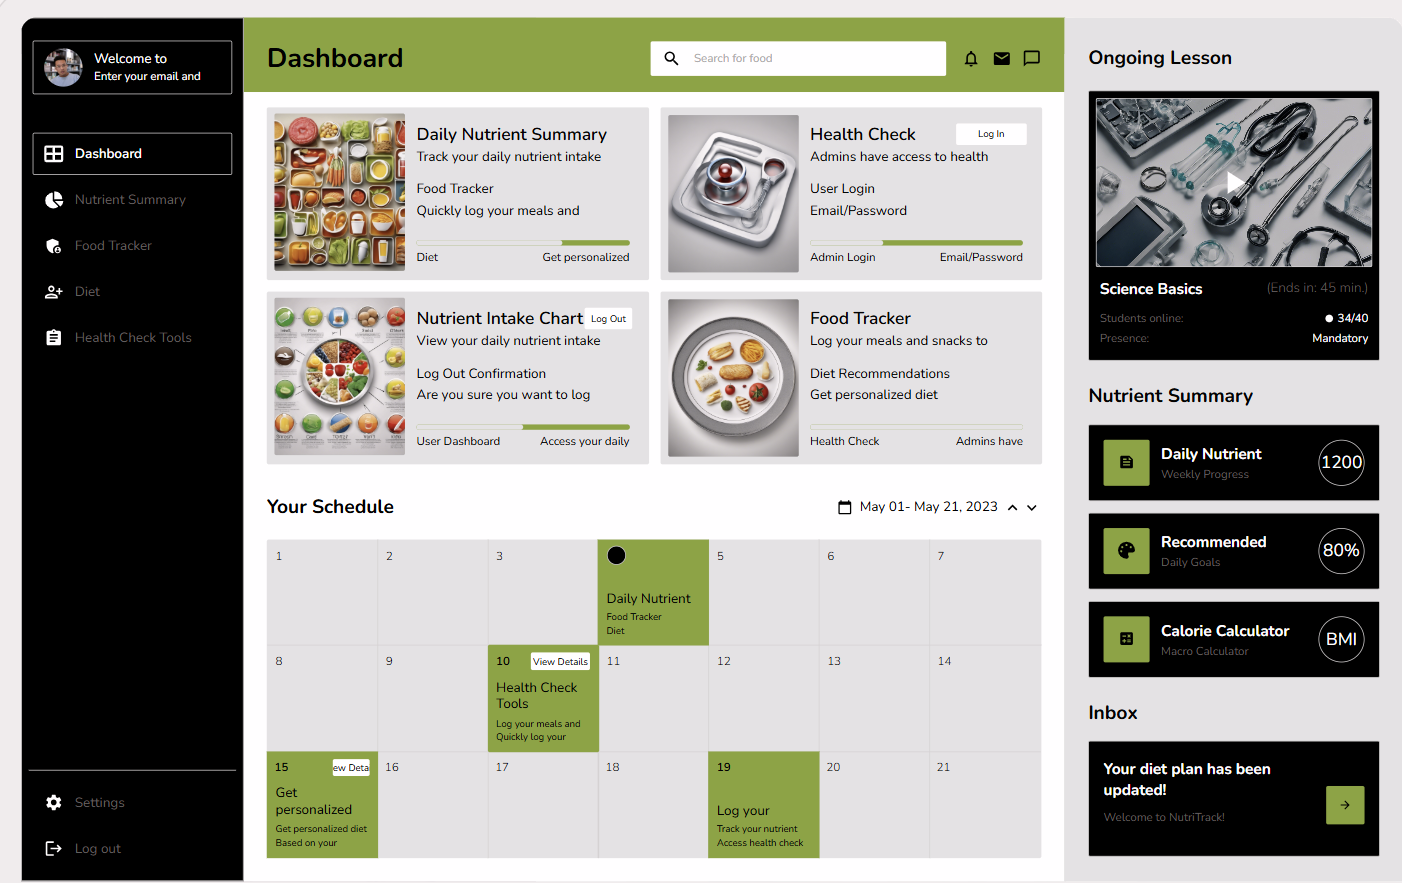 Welcome to
Enter your email and
Dashboard
Nutrient Summary
Food Tracker
Diet
Health Check Tools
Settings
Log out
Dashboard
Search for food
Daily Nutrient Summary
Track your daily nutrient intake
Food Tracker
Quickly log your meals and
Diet
Get personalized
Health Check
Log In
Admins have access to health
User Login
Email/Password
Admin Login
Email/Password
Nutrient Intake Chart
Log Out
View your daily nutrient intake
Log Out Confirmation
Are you sure you want to log
User Dashboard
Access your daily
Food Tracker
Log your meals and snacks to
Diet Recommendations
Get personalized diet
Health Check
Admins have
Your Schedule
May 01- May 21, 2023
1
2
3
Daily Nutrient
Food Tracker
Diet
5
6
7
8
9
10
View Details
Health Check
Tools
Log your meals and
Quickly log your
11
12
13
14
15
ew Deta
Get
personalized
Get personalized diet
Based on your
16
17
18
19
Log your
Track your nutrient
Access health check
20
21
Ongoing Lesson
Science Basics
(Ends in: 45 min.)
Students online:
34/40
Presence:
Mandatory
Nutrient Summary
Daily Nutrient
Weekly Progress
1200
Recommended
Daily Goals
80%
Calorie Calculator
Macro Calculator
BMI
Inbox
Your diet plan has been
updated!
Welcome to NutriTrack!